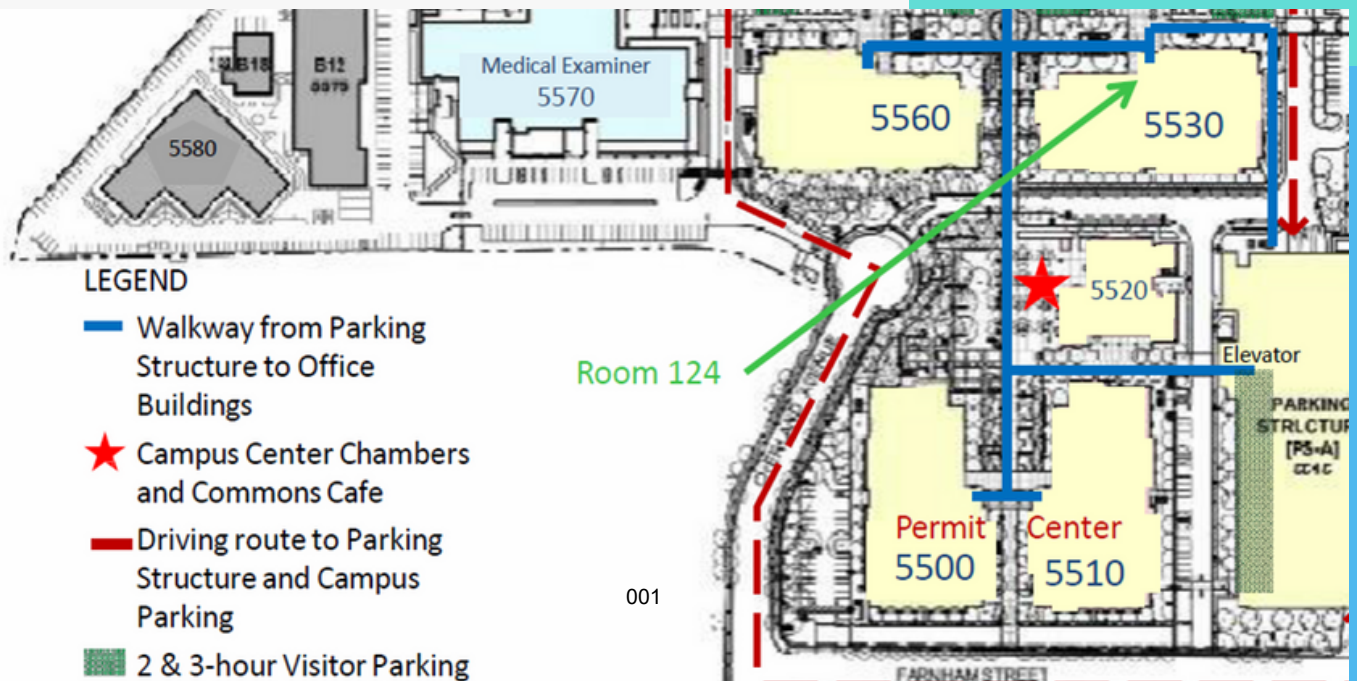 B18
B12
Medical Examiner
5570
5560
5530
5580
5520
LEGEND
Walkway from Parking
Structure to Office
Buildings
Campus Center Chambers
and Commons Cafe
Driving route to Parking
Structure and Campus
Parking
2 & 3-hour Visitor Parking
Room 124
Elevator
PARKING
[PS-A]
Permit Center
5500
5510
001
FARNHAM STREET